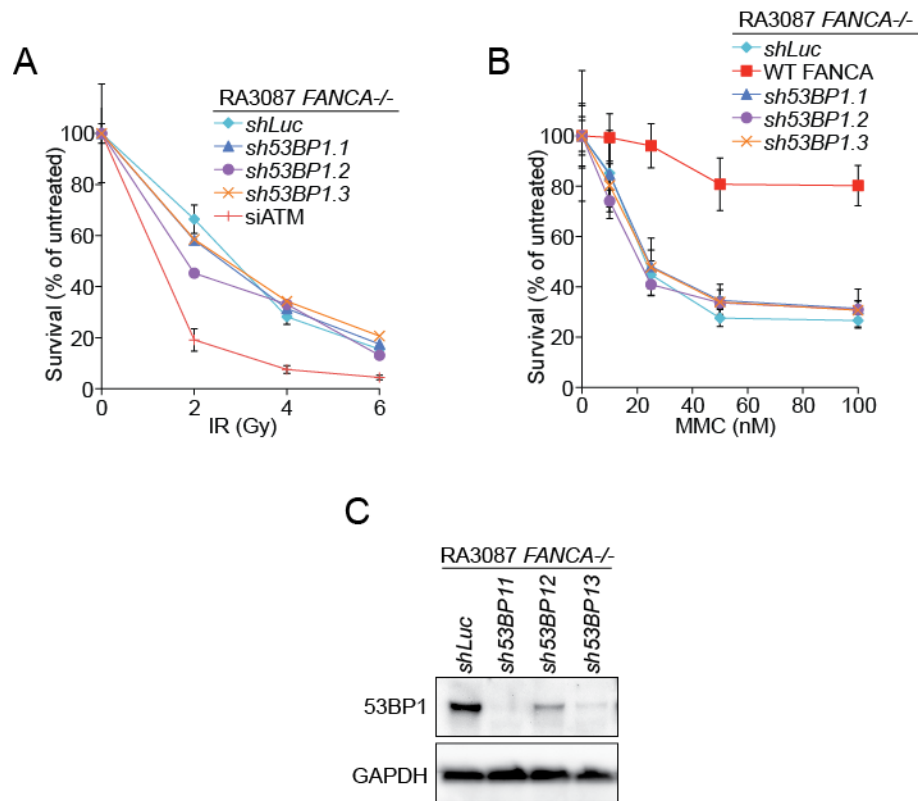 A
RA3087 FANCA-/-
shLuc
sh53BP1.1
sh53BP1.2
sh53BP1.3
siATM
Survival (% of untreated)
100
80
60
40
20
0
0 2 4 6
IR (Gy)
B
RA3087 FANCA-/-
shLuc
WT FANCA
sh53BP1.1
sh53BP1.2
sh53BP1.3
Survival (% of untreated)
100
80
60
40
20
0
0 20 40 60 80 100
MMC (nM)
C
RA3087 FANCA-/-
shLuc sh53BP11 sh53BP12 sh53BP13
53BP1
GAPDH